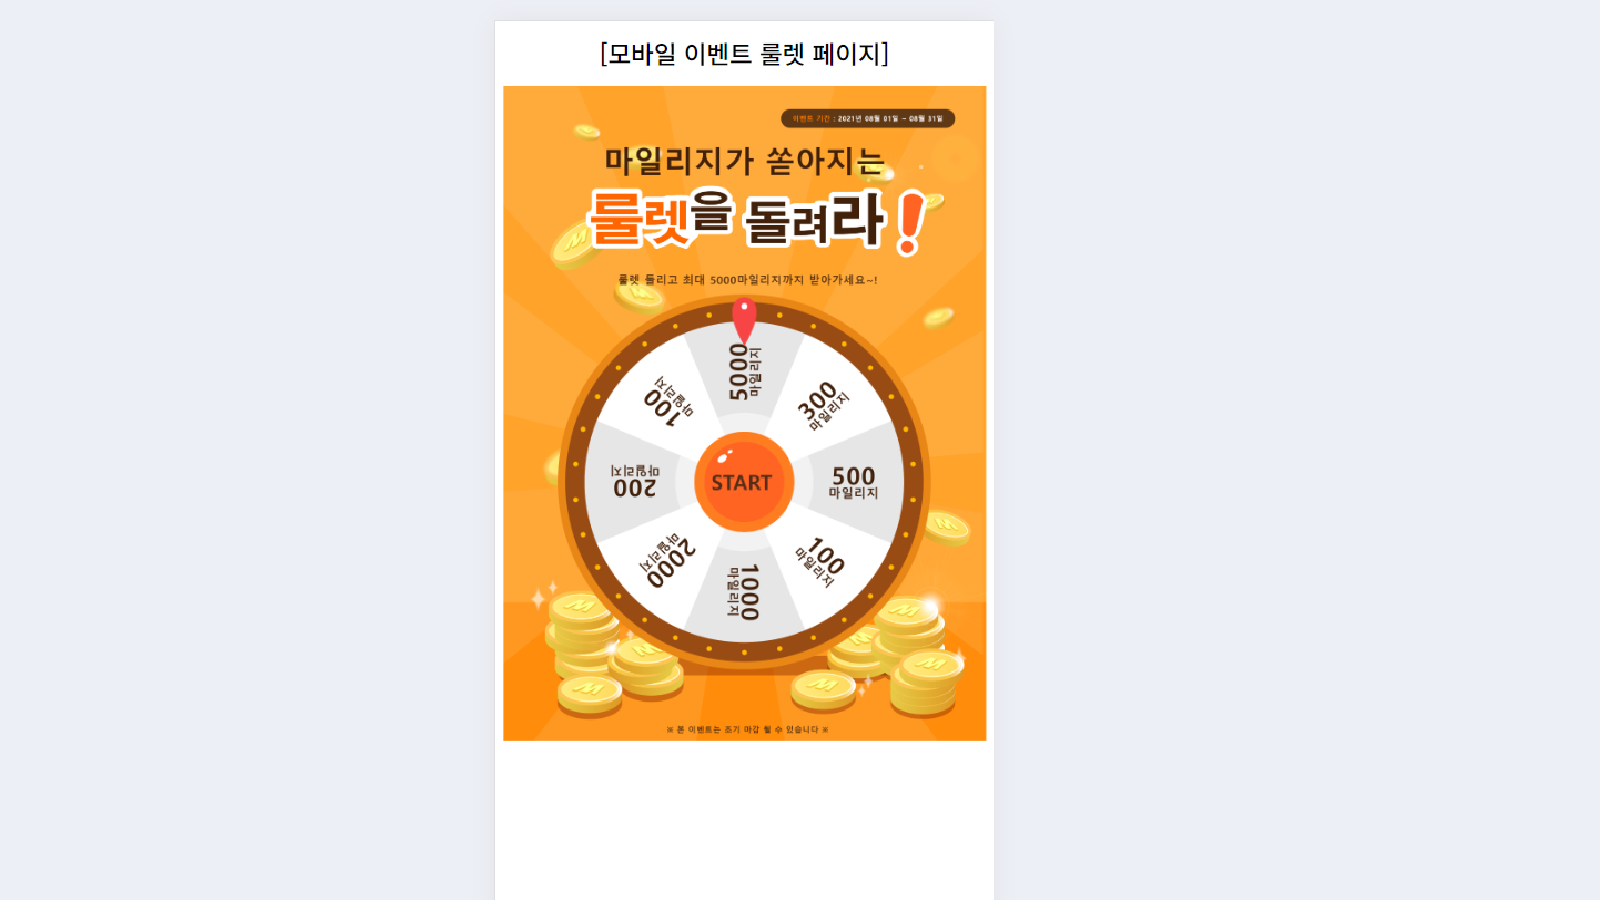 [모바일 이벤트 룰렛 페이지]
이벤트 기간 : 2021년 08월 01일 ~ 08월 31일
마일리지가 쏟아지는
룰렛을 돌려라!
룰렛 돌리고 최대 5000마일리지까지 받아가세요~!
5000
마일리지
300
마일리지
500
마일리지
100
마일리지
1000
마일리지
2000
마일리지
200
마일리지
100
마일리지
START
※ 본 이벤트는 조기 마감 될 수 있습니다 ※